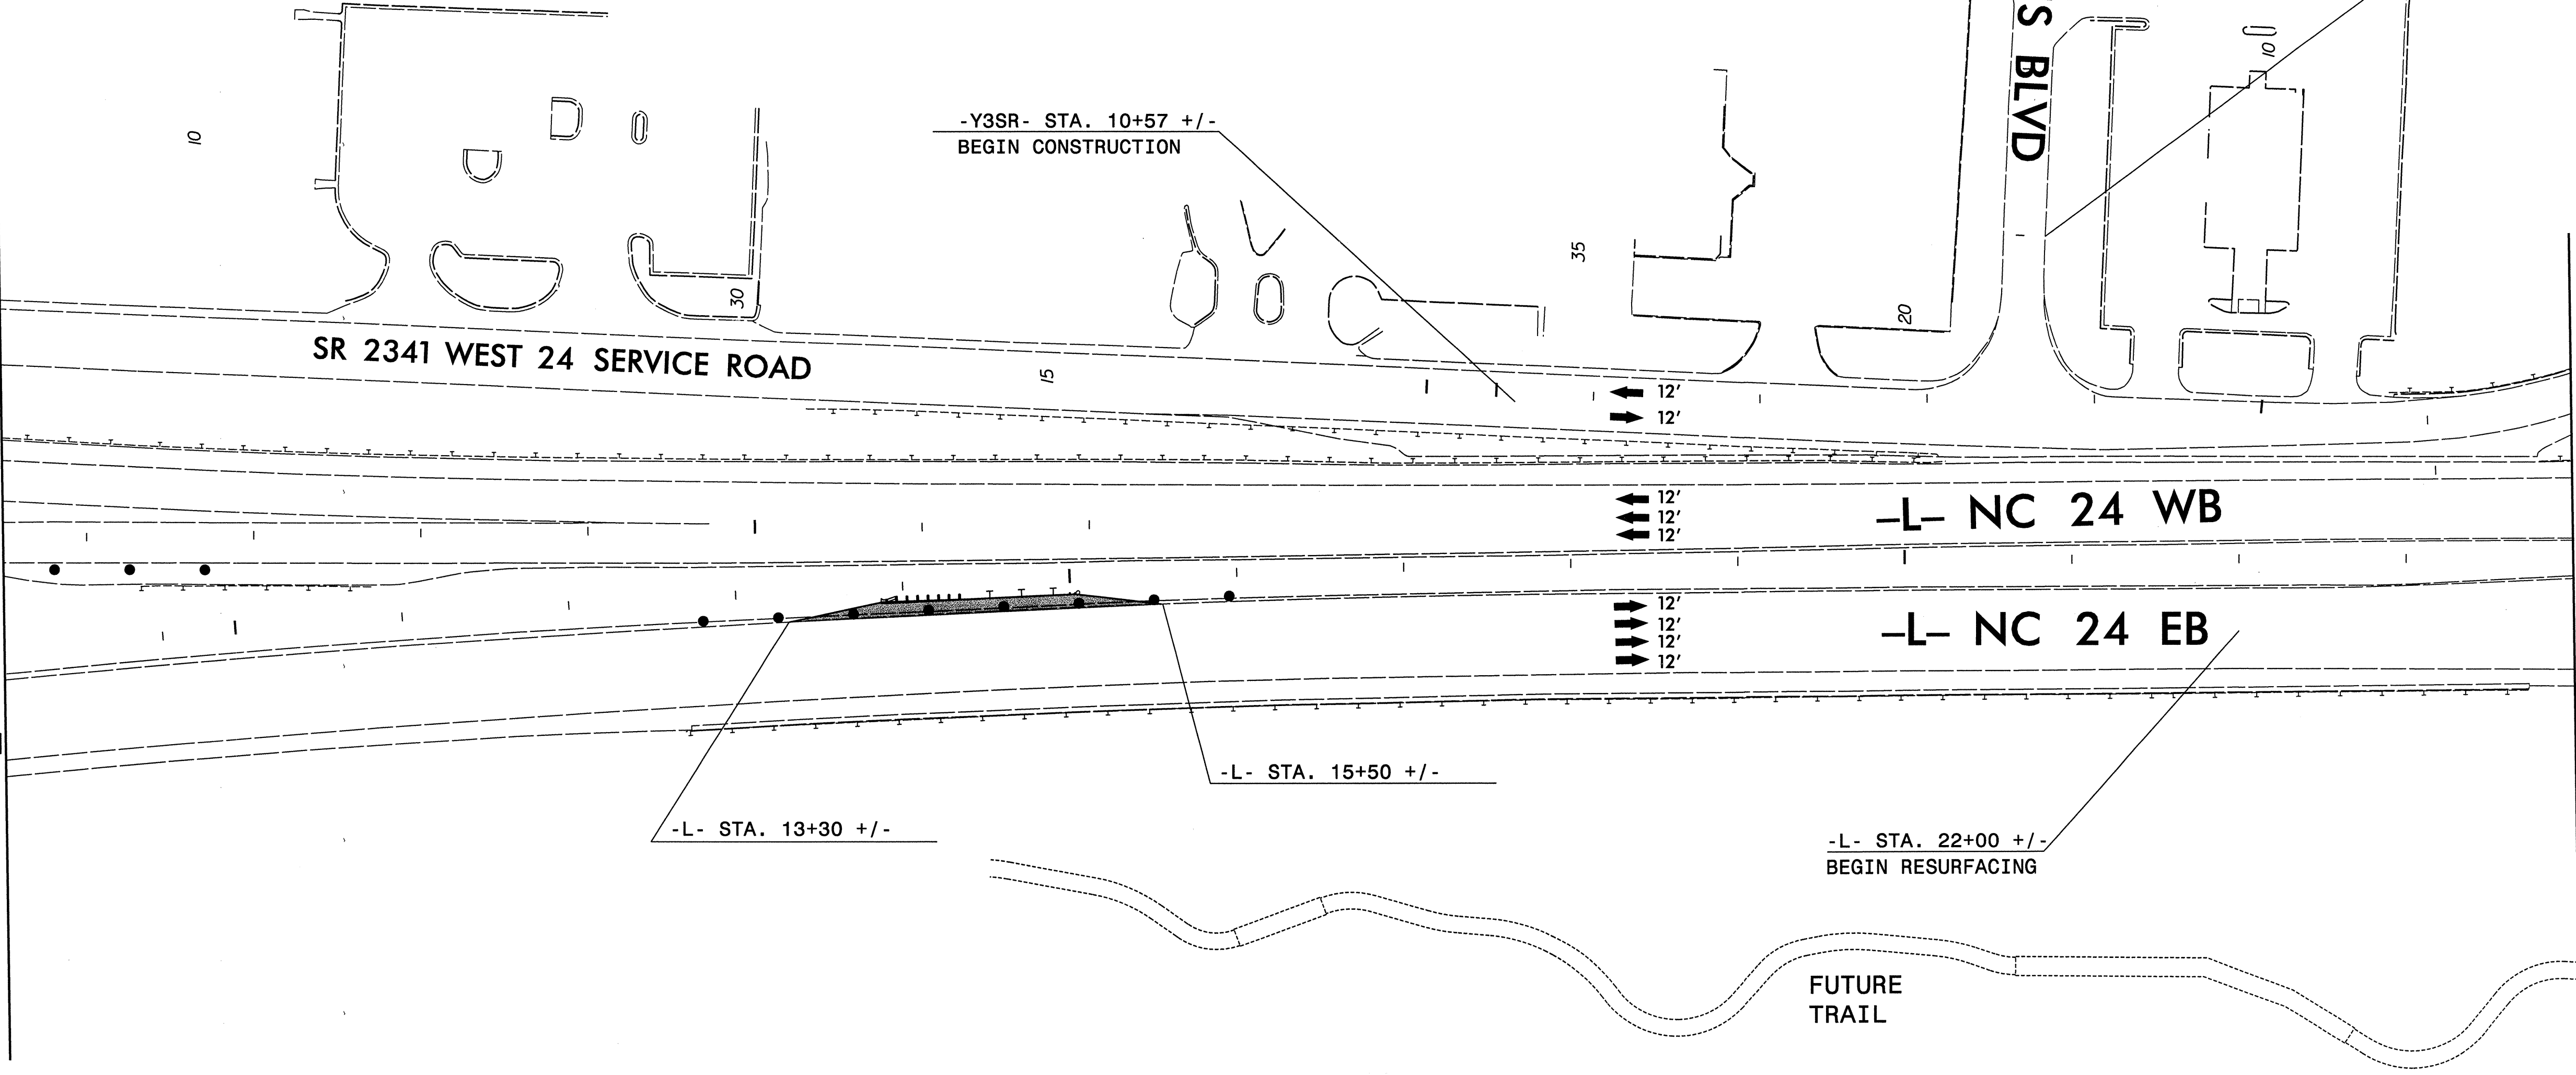 S BLVD
10
10
-Y3SR- STA. 10+57 +/-
BEGIN CONSTRUCTION
35
30
20
SR 2341 WEST 24 SERVICE ROAD
15
12'
12'
12'
12'
12'
-L- NC 24 WB
12'
12'
12'
12'
-L- NC 24 EB
-L- STA. 15+50 +/-
-L- STA. 13+30 +/-
-L- STA. 22+00 +/-
BEGIN RESURFACING
FUTURE
TRAIL